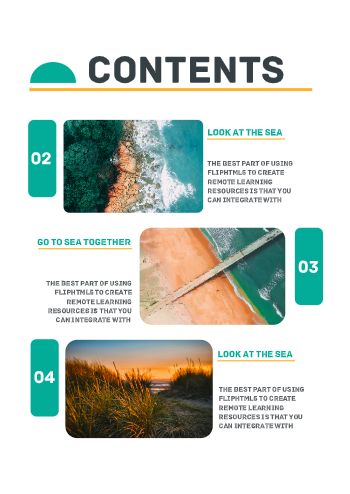 CONTENTS
02
LOOK AT THE SEA
THE BEST PART OF USING
FLIPHTML5 TO CREATE
REMOTE LEARNING
RESOURCES IS THAT YOU
CAN INTEGRATE WITH
GO TO SEA TOGETHER
03
THE BEST PART OF USING
FLIPHTML5 TO CREATE
REMOTE LEARNING
RESOURCES IS THAT YOU
CAN INTEGRATE WITH
04
LOOK AT THE SEA
THE BEST PART OF USING
FLIPHTML5 TO CREATE
REMOTE LEARNING
RESOURCES IS THAT YOU
CAN INTEGRATE WITH